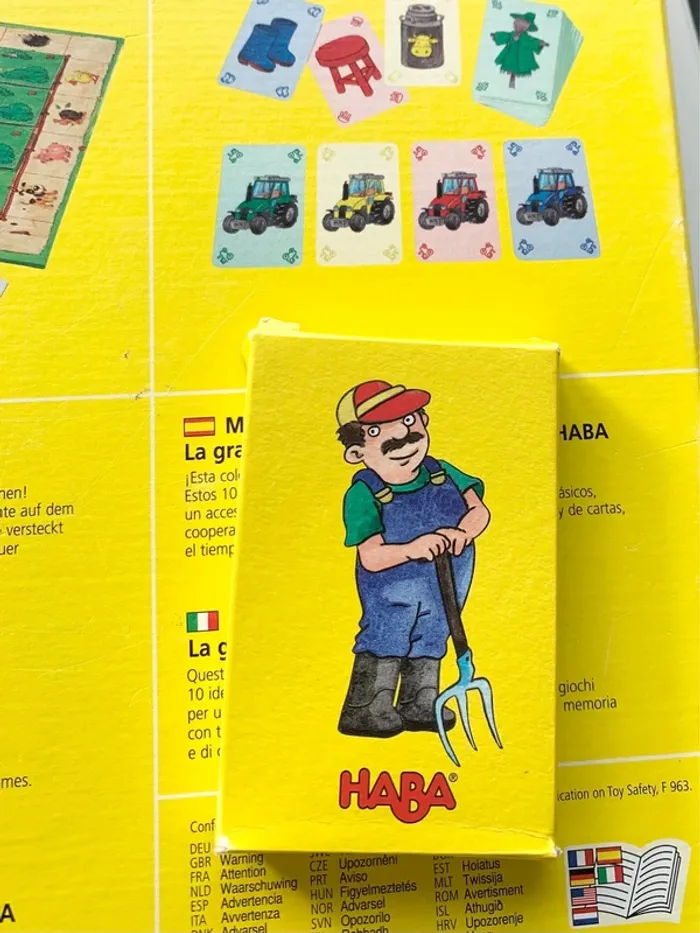 M
HABA
La gra
¡Esta col
Estos 10
un acces
coopera
el tiemp
ásicos,
y de cartas,
nen!
nte auf dem
versteckt
uer
La g
Quest
10 ide
per u
con t
e di c
giochi
memoria
mes.
HABA®
ication on Toy Safety, F 963.
Conf
DEU
GBR Warning
FRA Attention
NLD Waarschuwing
ESP Advertencia
ITA Avvertenza
CZE Upozornění
PRT Aviso
HUN Figyelmeztetés
NOR Advarsel
SVN Opozorilo
EST Hoiatus
MLT Twissija
ROM Avertisment
ISL Athugið
HRV Upozorenje
A